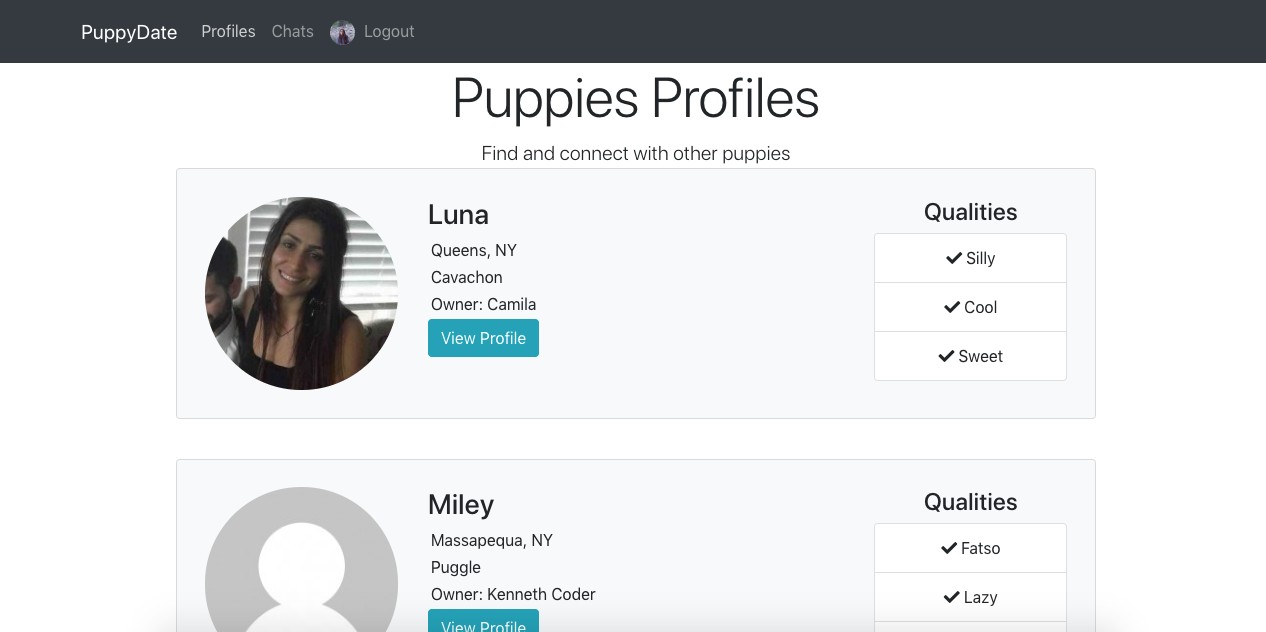 PuppyDate Profiles Chats Logout
Puppies Profiles
Find and connect with other puppies
Luna
Queens, NY
Cavachon
Owner: Camila
View Profile
Qualities
Silly
Cool
Sweet
Miley
Massapequa, NY
Puggle
Owner: Kenneth Coder
View Profile
Qualities
Fatso
Lazy